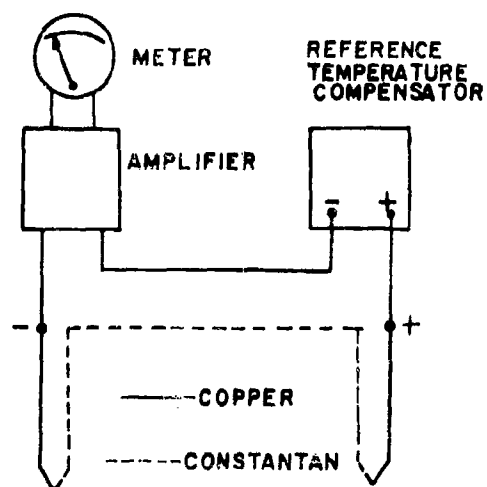 METER
REFERENCE
TEMPERATURE
COMPENSATOR
AMPLIFIER
- +
- +
COPPER
CONSTANTAN